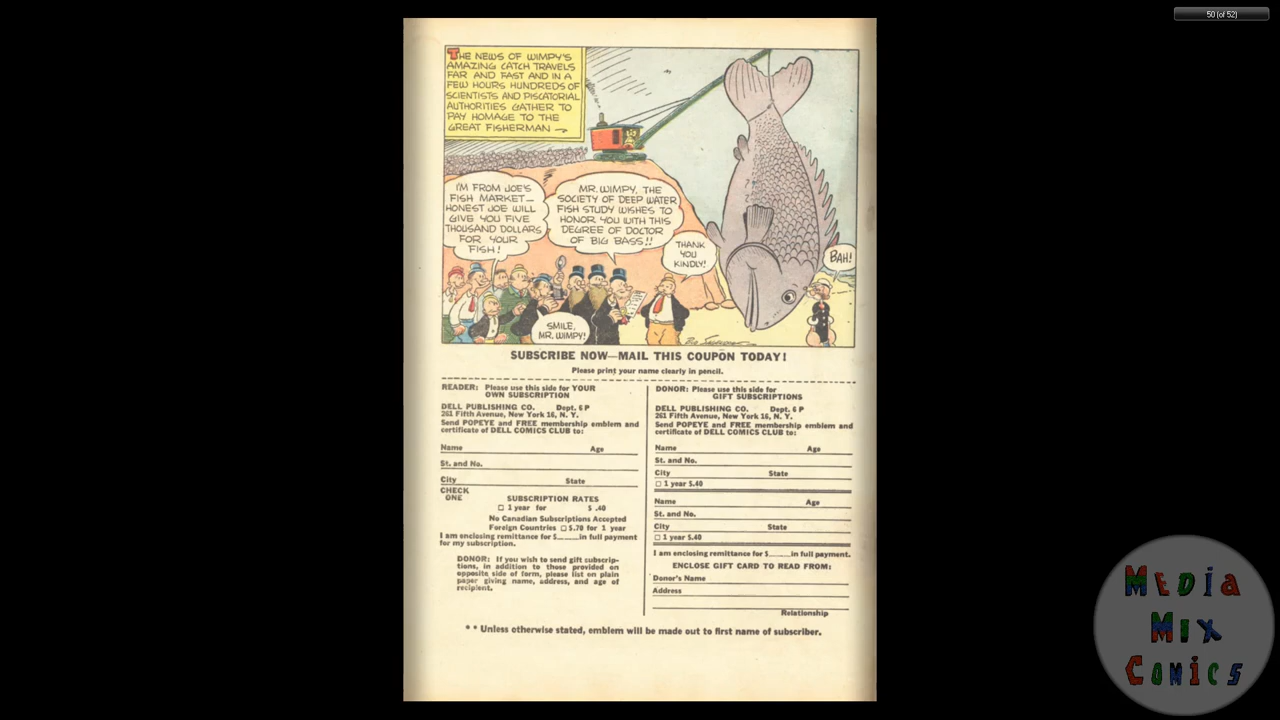 50 (of 52)
THE NEWS OF WIMPY'S
AMAZING CATCH TRAVELS
FAR AND FAST AND IN A
FEW HOURS HUNDREDS OF
SCIENTISTS AND PISCATORIAL
AUTHORITIES GATHER TO
PAY HOMAGE TO THE
GREAT FISHERMAN
I'M FROM JOE'S
FISH MARKET—
HONEST JOE WILL
GIVE YOU FIVE
THOUSAND DOLLARS
FOR YOUR
FISH!
MR. WIMPY, THE
SOCIETY OF DEEP WATER
FISH STUDY WISHES TO
HONOR YOU WITH THIS
DEGREE OF DOCTOR
OF BIG BASS!!
THANK
YOU
KINDLY!
BAH!
SMILE,
MR. WIMPY!
SUBSCRIBE NOW—MAIL THIS COUPON TODAY!
Please print your name clearly in pencil.
READER: Please use this side for YOUR
OWN SUBSCRIPTION
DELL PUBLISHING CO. Dept. 6 P
261 Fifth Avenue, New York 16, N. Y.
Send POPEYE and FREE membership emblem and
certificate of DELL COMICS CLUB to:
Name Age
St. and No.
City State
CHECK
ONE
SUBSCRIPTION RATES
☐ 1 year for $ .40
No Canadian Subscriptions Accepted
Foreign Countries ☐ $.70 for 1 year
I am enclosing remittance for $____in full payment
for my subscription.
DONOR: If you wish to send gift cubscrip-
tions, in addition to those provided on
opposite side of form, please list on plain
paper giving name, address, and age of
recipient.
DONOR: Please use this side for
GIFT SUBSCRIPTIONS
DELL PUBLISHING CO. Dept. 6 P
261 Fifth Avenue, New York 16, N. Y.
Send POPEYE and FREE membership emblem and
certificate of DELL COMICS CLUB to:
Name Age
St. and No.
City State
☐ 1 year $.40
Name Age
St. and No.
City State
☐ 1 year $.40
I am enclosing remittance for $____in full payment.
ENCLOSE GIFT CARD TO READ FROM:
Donor's Name
Address
Relationship
* * Unless otherwise stated, emblem will be made out to first name of subscriber.
MEDIA
MIX
COMICS